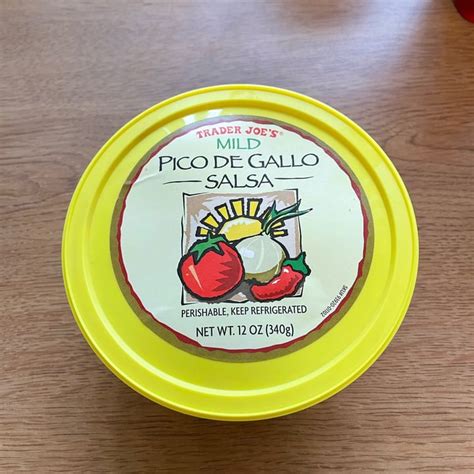 TRADER JOE'S®
MILD
PICO DE GALLO
SALSA
PERISHABLE, KEEP REFRIGERATED
NET WT. 12 OZ (340g)